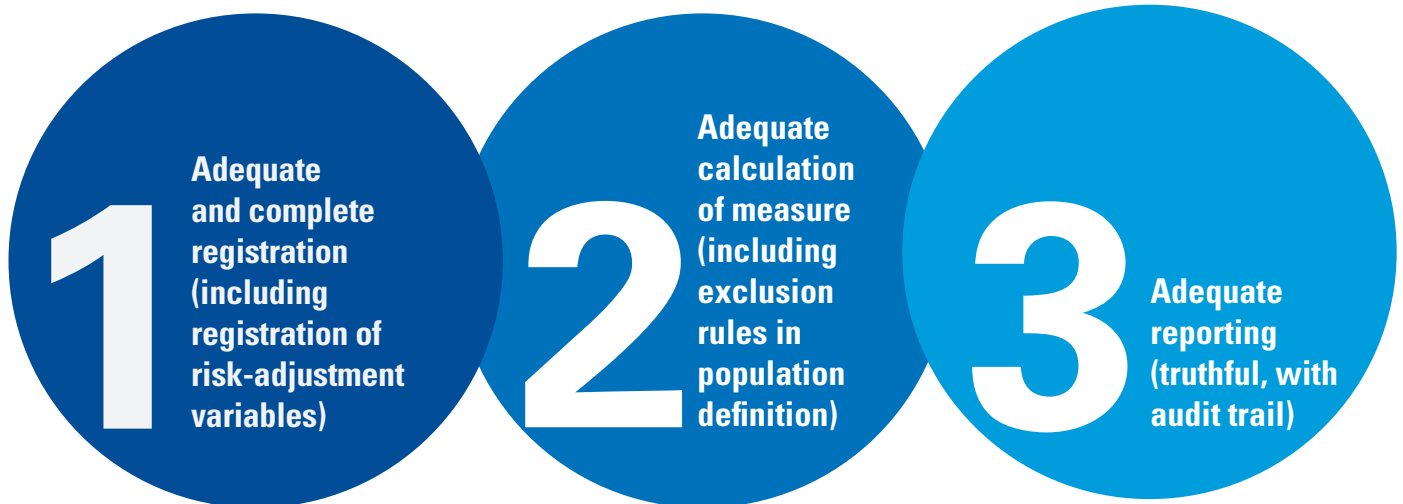 1
Adequate
and complete
registration
(including
registration of
risk-adjustment
variables)
2
Adequate
calculation
of measure
(including
exclusion
rules in
population
definition)
3
Adequate
reporting
(truthful, with
audit trail)